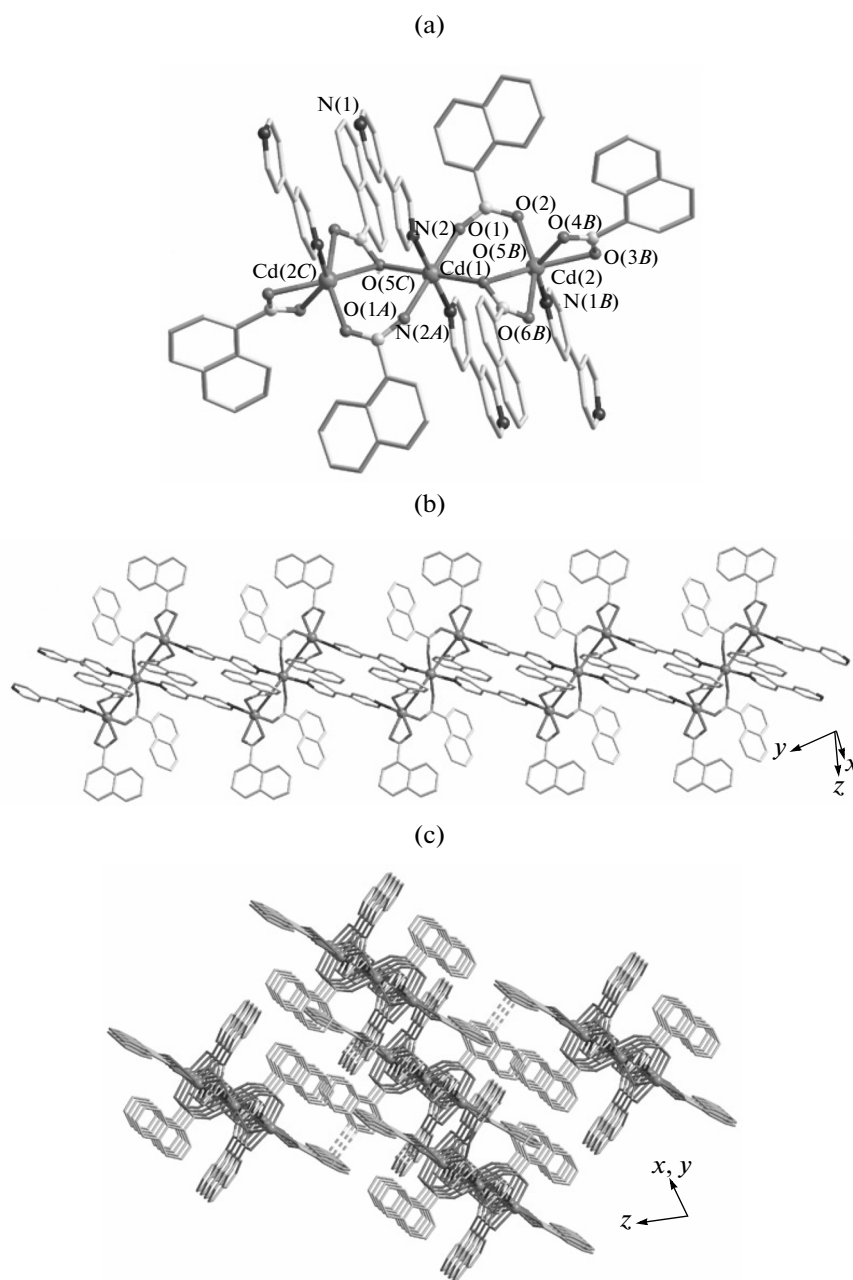 (a)
N(1)
O(2)
O(4B)
N(2)
O(1)
O(5B)
O(3B)
Cd(2C)
O(5C)
Cd(1)
Cd(2)
O(1A)
N(1B)
N(2A)
O(6B)
(b)
y
x
z
(c)
x, y
z